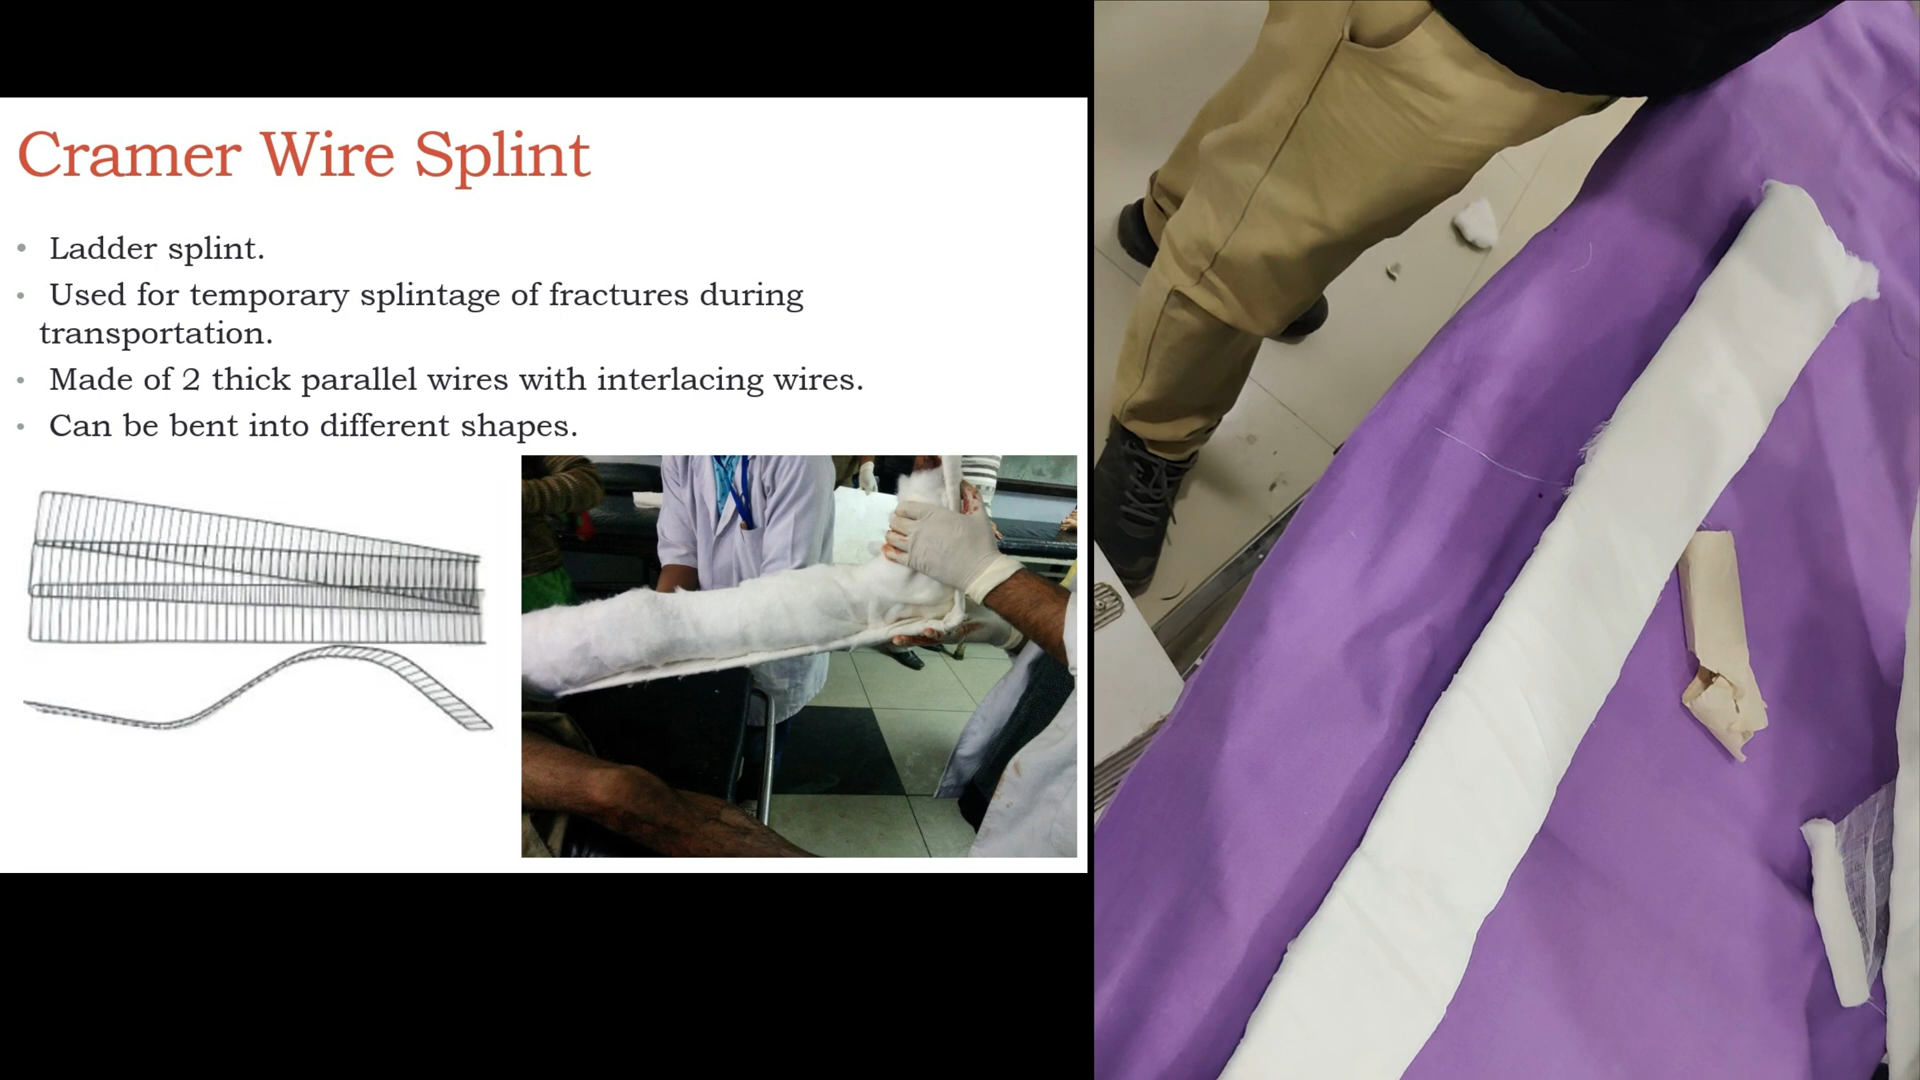 Cramer Wire Splint
• Ladder splint.
• Used for temporary splintage of fractures during
transportation.
• Made of 2 thick parallel wires with interlacing wires.
• Can be bent into different shapes.